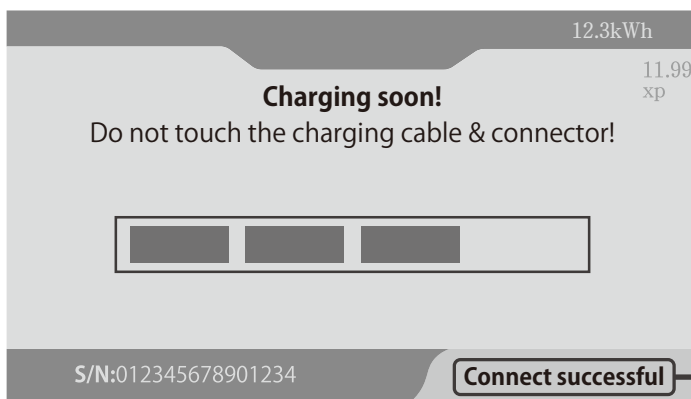 12.3kWh
11.99
xp
Charging soon!
Do not touch the charging cable & connector!
S/N:012345678901234
Connect successful